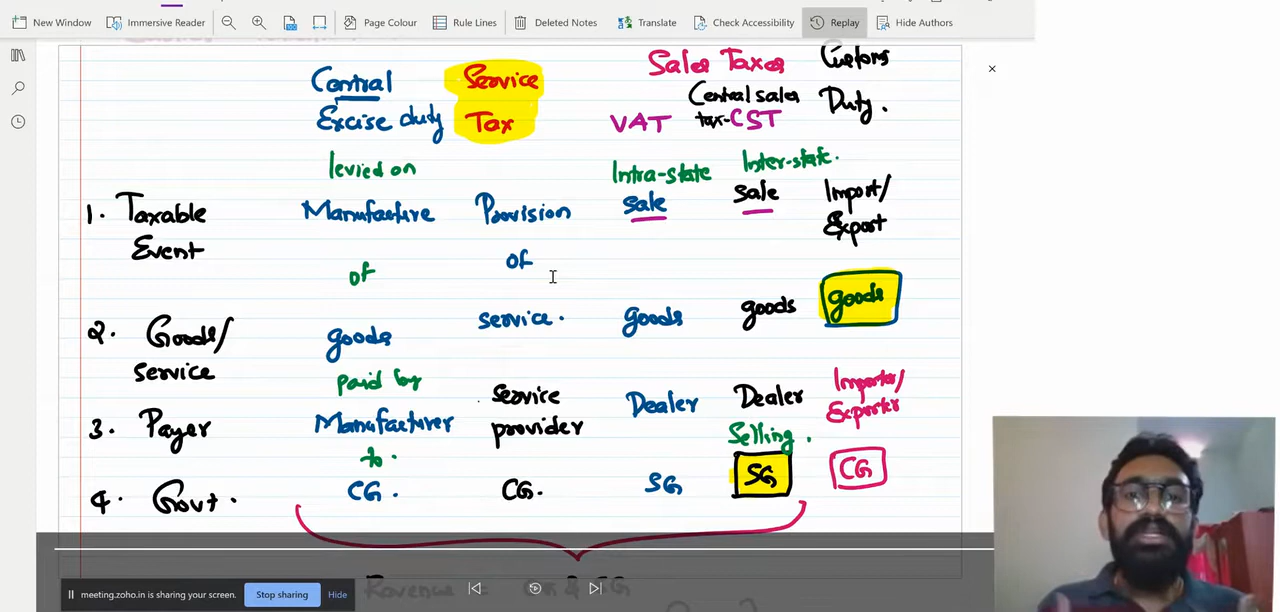 New Window
Immersive Reader
Page Colour
Rule Lines
Deleted Notes
Translate
Check Accessibility
Replay
Hide Authors
Central Service Sales Taxes Customs
Excise duty Tax VAT Central sales tax-CST Duty.
levied on Intra-state Inter-state.
1. Taxable Manufacture Provision sale sale Import/
Event of of Export
2. Goods/ goods service. goods goods goods
service paid by service Importer/
3. Payer Manufacturer provider Dealer Dealer Exporter
to. Selling.
4. Govt. CG. CG. SG SG CG
Revenue
meeting.zoho.in is sharing your screen.
Stop sharing
Hide